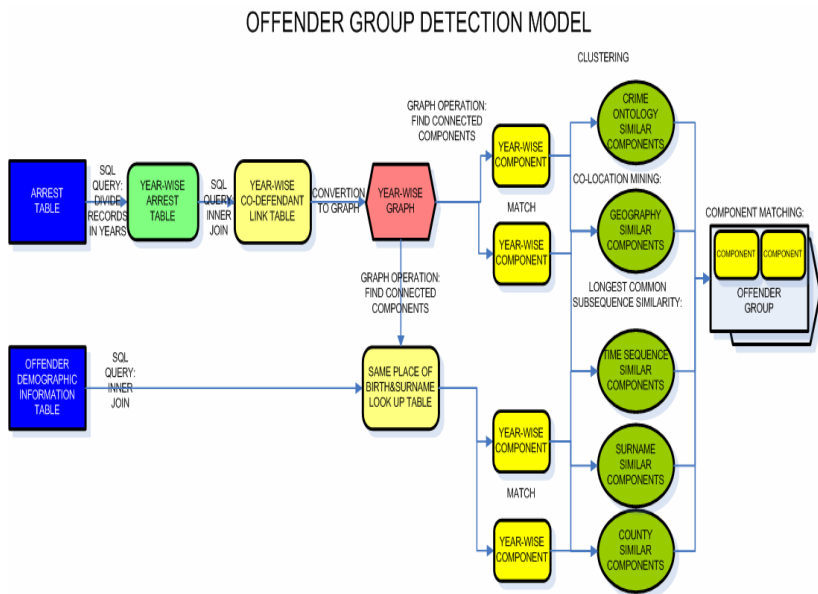 OFFENDER GROUP DETECTION MODEL
CLUSTERING
GRAPH OPERATION:
FIND CONNECTED
COMPONENTS
CRIME
ONTOLOGY
SIMILAR
COMPONENTS
YEAR-WISE
COMPONENT
SQL
QUERY:
DIVIDE
RECORDS
IN YEARS
SQL
QUERY:
INNER
JOIN
CO-LOCATION MINING:
ARREST
TABLE
YEAR-WISE
ARREST
TABLE
YEAR-WISE
CO-DEFENDANT
LINK TABLE
CONVERTION
TO GRAPH
YEAR-WISE
GRAPH
MATCH
GEOGRAPHY
SIMILAR
COMPONENTS
COMPONENT MATCHING:
YEAR-WISE
COMPONENT
COMPONENT
COMPONENT
OFFENDER
GROUP
GRAPH OPERATION:
FIND CONNECTED
COMPONENTS
LONGEST COMMON
SUBSEQUENCE SIMILARITY:
OFFENDER
DEMOGRAPHIC
INFORMATION
TABLE
SQL
QUERY:
INNER
JOIN
SAME PLACE OF
BIRTH&SURNAME
LOOK UP TABLE
TIME SEQUENCE
SIMILAR
COMPONENTS
YEAR-WISE
COMPONENT
SURNAME
SIMILAR
COMPONENTS
MATCH
YEAR-WISE
COMPONENT
COUNTY
SIMILAR
COMPONENTS